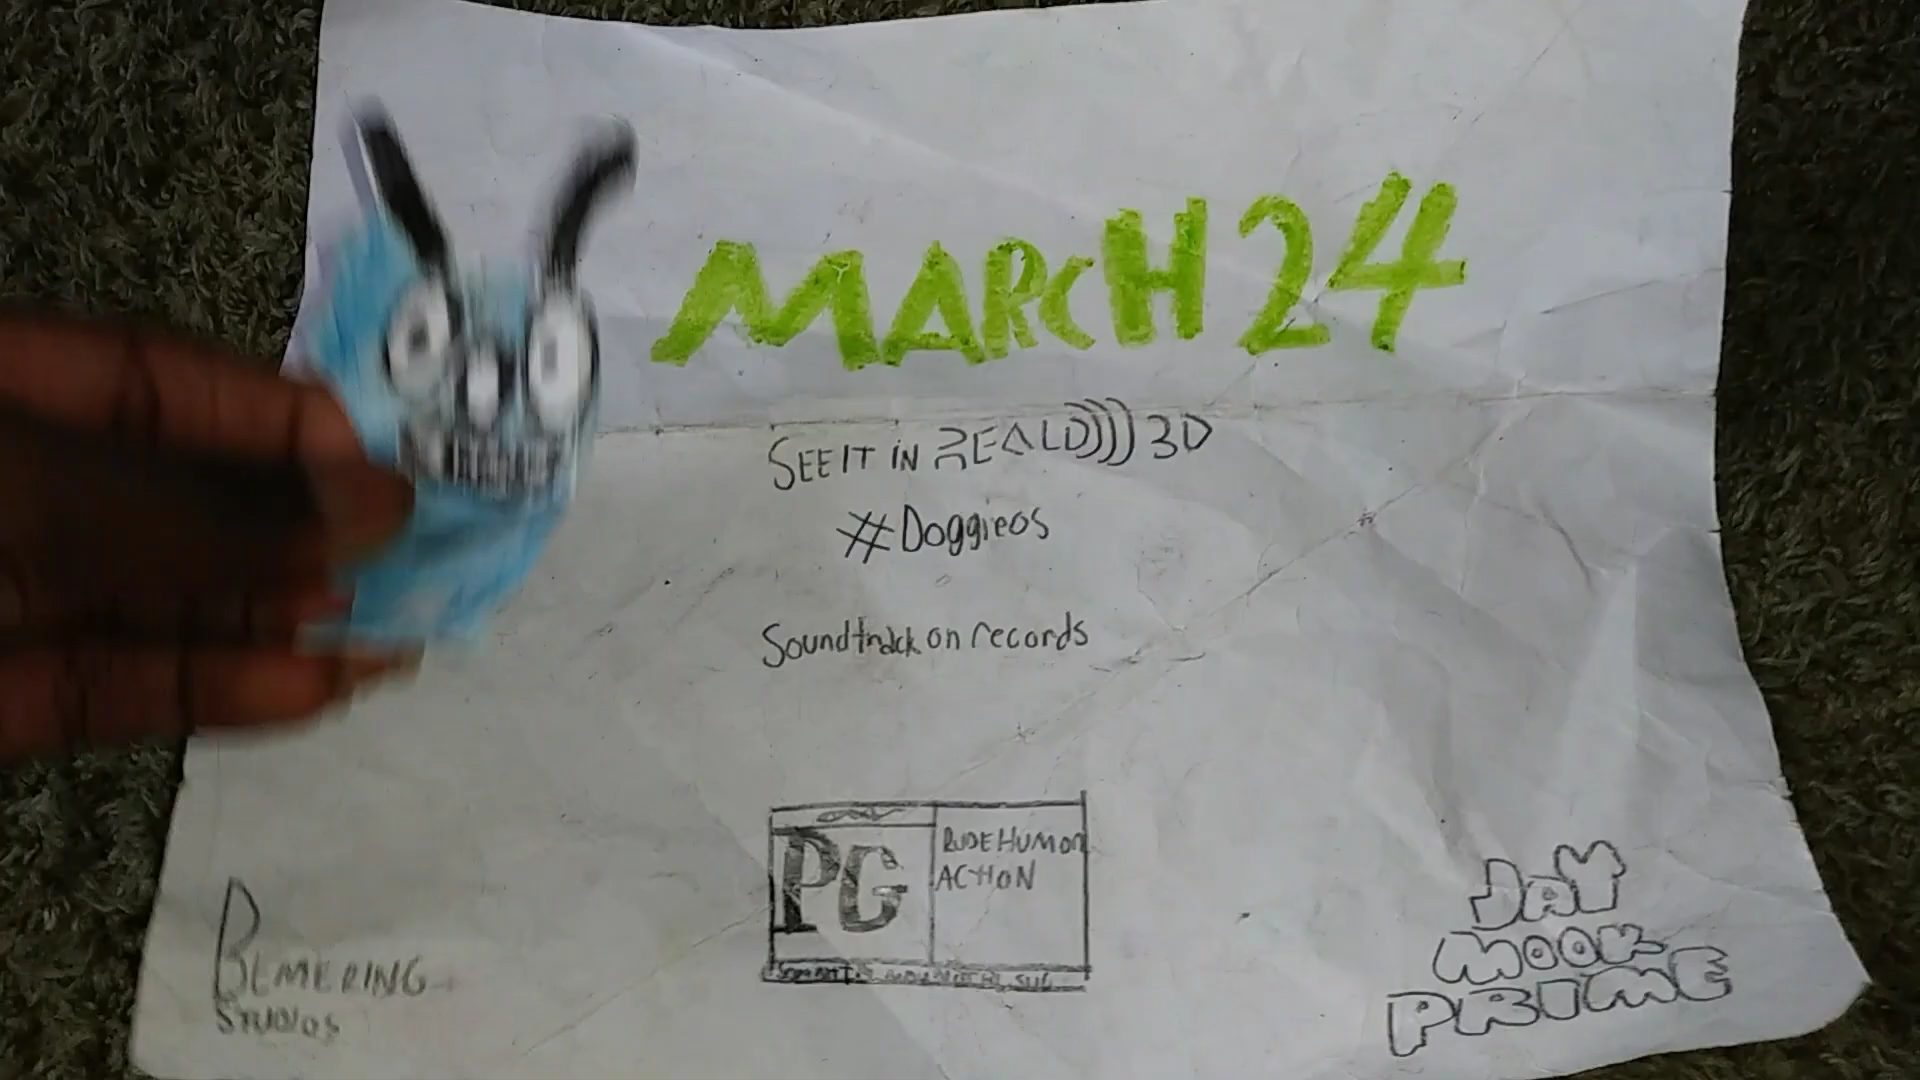 MARCH 24
SEE IT IN REALD))) 3D
#Doggieos
Soundtrack on records
PG
RUDE HUMOR
ACTION
BEMERING
STUDIOS
JAY
MOOK
PRIME